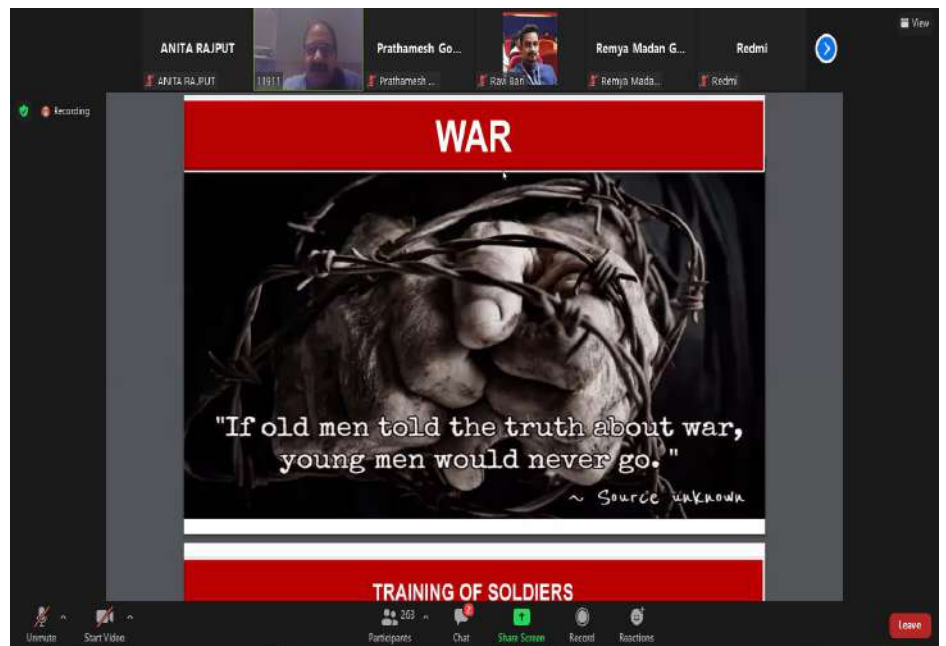 View
ANITA RAJPUT
Prathamesh Go...
Remya Madan G...
Redmi
ANITA RAJPUT
11911
Prathamesh ...
Ravi Bari
Remya Mada...
Redmi
Recording
WAR
"If old men told the truth about war,
young men would never go."
~ Source unknown
TRAINING OF SOLDIERS
263
2
Unmute
Start Video
Participants
Chat
Share Screen
Record
Reactions
Leave